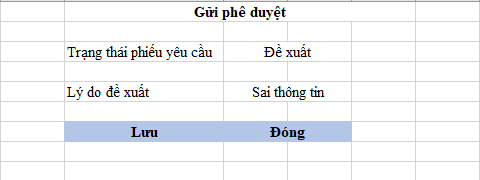 Gửi phê duyệt
Trạng thái phiếu yêu cầu Đề xuất
Lý do đề xuất Sai thông tin
Lưu Đóng